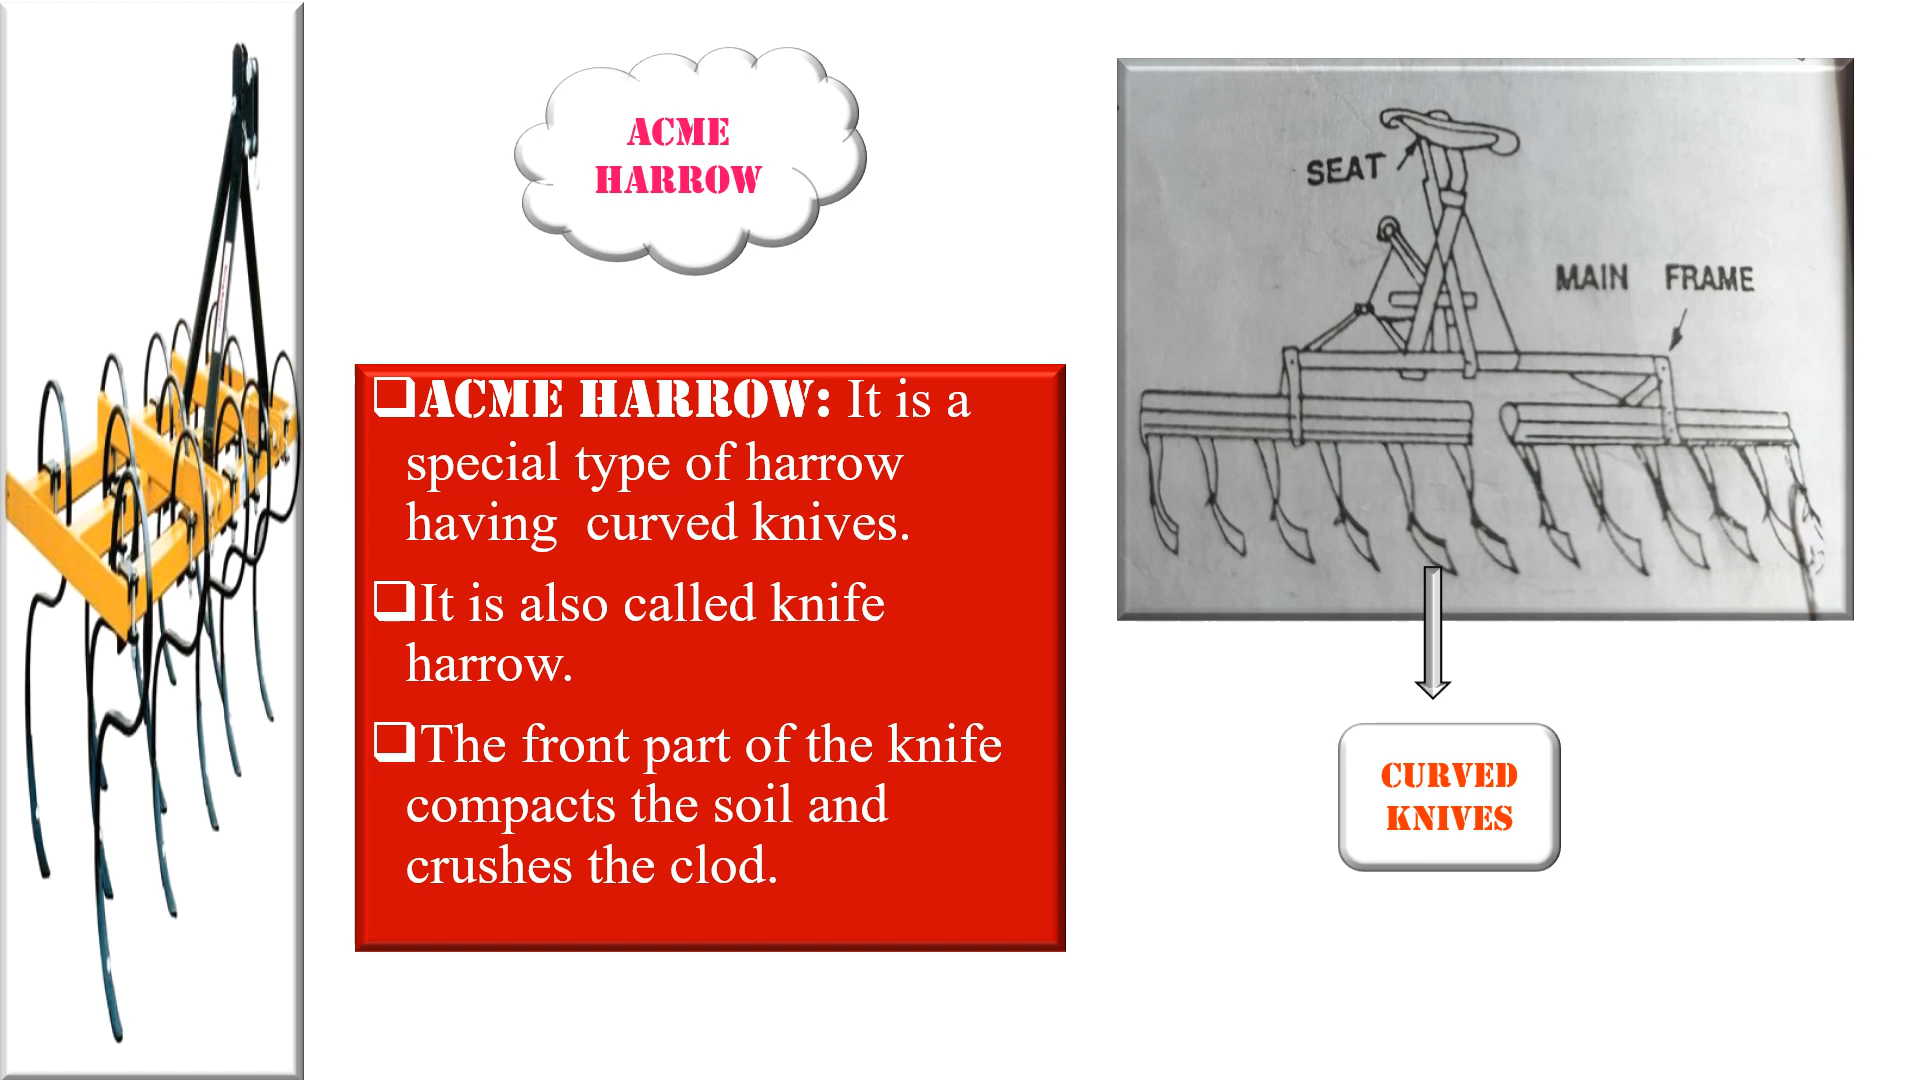 ACME
HARROW
ACME HARROW: It is a
special type of harrow
having curved knives.
It is also called knife
harrow.
The front part of the knife
compacts the soil and
crushes the clod.
SEAT
MAIN FRAME
CURVED
KNIVES